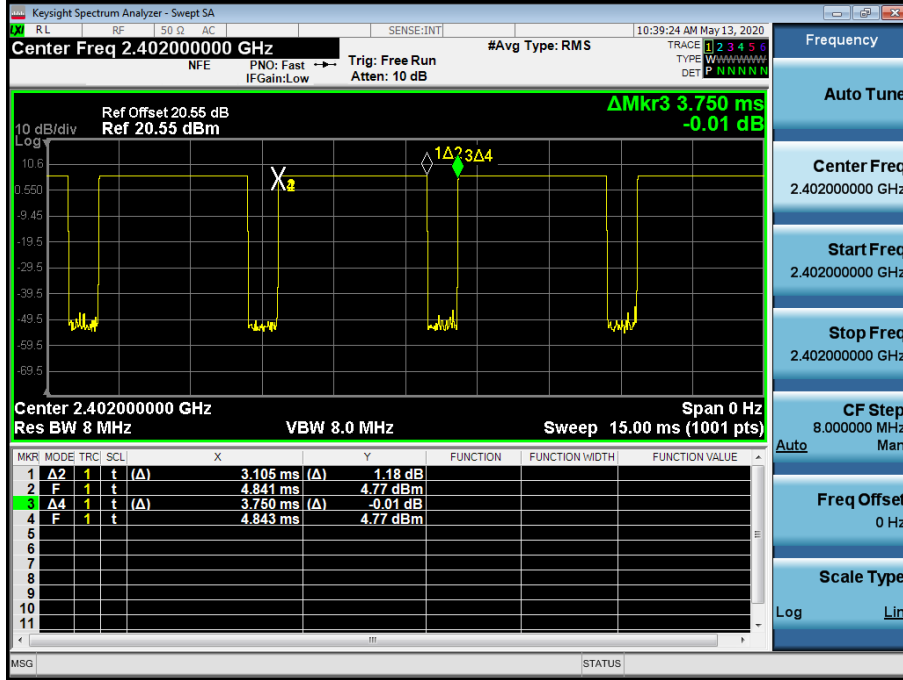 Keysight Spectrum Analyzer - Swept SA
LXI RL RF 50 Ω AC SENSE:INT 10:39:24 AM May 13, 2020
Center Freq 2.402000000 GHz #Avg Type: RMS TRACE 1 2 3 4 5 6
NFE PNO: Fast Trig: Free Run TYPE WWWWWW
IFGain:Low Atten: 10 dB DET P N N N N N
Frequency
Auto Tune
Center Freq
2.402000000 GHz
Start Freq
2.402000000 GHz
Stop Freq
2.402000000 GHz
CF Step
8.000000 MHz
Auto Man
Freq Offset
0 Hz
Scale Type
Log Lin
ΔMkr3 3.750 ms
-0.01 dB
Ref Offset 20.55 dB
10 dB/div Ref 20.55 dBm
Log
10.6
0.550
-9.45
-19.5
-29.5
-39.5
-49.5
-59.5
-69.5
1Δ2 3Δ4
Center 2.402000000 GHz Span 0 Hz
Res BW 8 MHz VBW 8.0 MHz Sweep 15.00 ms (1001 pts)
MKR MODE TRC SCL X Y FUNCTION FUNCTION WIDTH FUNCTION VALUE
1 Δ2 1 t (Δ) 3.105 ms (Δ) 1.18 dB
2 F 1 t 4.841 ms 4.77 dBm
3 Δ4 1 t (Δ) 3.750 ms (Δ) -0.01 dB
4 F 1 t 4.843 ms 4.77 dBm
5
6
7
8
9
10
11
MSG STATUS